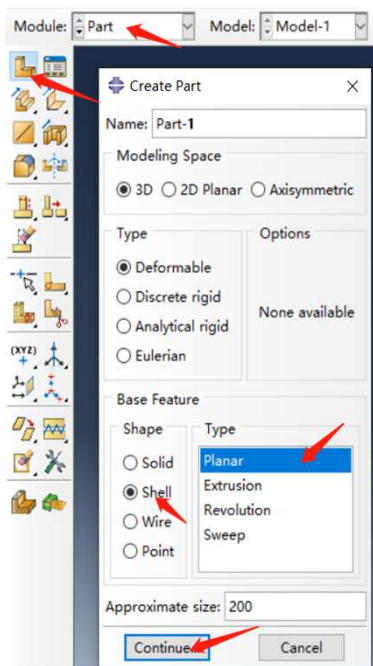 Module: Part Model: Model-1
Create Part
Name: Part-1
Modeling Space
3D 2D Planar Axisymmetric
Type Options
Deformable
Discrete rigid
Analytical rigid
Eulerian
None available
Base Feature
Shape Type
Solid
Shell
Wire
Point
Planar
Extrusion
Revolution
Sweep
Approximate size: 200
Continue... Cancel
(XYZ)